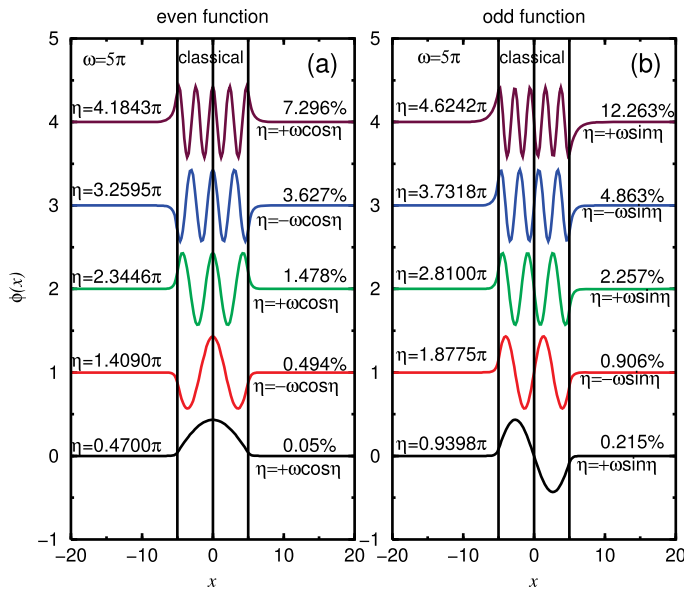 even function
odd function
ω=5π
classical
(a)
η=4.1843π
7.296%
η=+ωcosη
η=3.2595π
3.627%
η=−ωcosη
η=2.3446π
1.478%
η=+ωcosη
η=1.4090π
0.494%
η=−ωcosη
η=0.4700π
0.05%
η=+ωcosη
5
4
3
2
1
0
−1
ϕ(x)
−20
−10
0
10
20
x
ω=5π
classical
(b)
η=4.6242π
12.263%
η=+ωsinη
η=3.7318π
4.863%
η=−ωsinη
η=2.8100π
2.257%
η=+ωsinη
η=1.8775π
0.906%
η=−ωsinη
η=0.9398π
0.215%
η=+ωsinη
5
4
3
2
1
0
−1
−20
−10
0
10
20
x